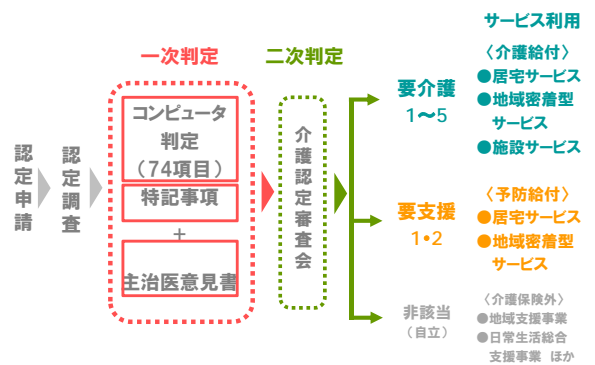 サービス利用
一次判定
二次判定
認定申請
認定調査
コンピュータ
判定
（74項目）
特記事項
＋
主治医意見書
介護認定審査会
要介護
1～5
〈介護給付〉
●居宅サービス
●地域密着型
サービス
●施設サービス
要支援
1・2
〈予防給付〉
●居宅サービス
●地域密着型
サービス
非該当
（自立）
〈介護保険外〉
●地域支援事業
●日常生活総合
支援事業 ほか